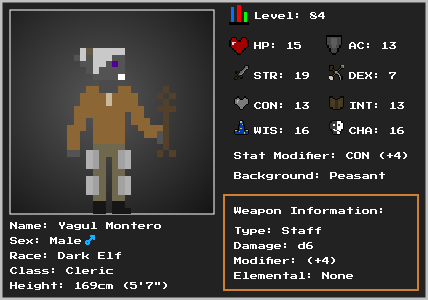 Level: 84
HP: 15 AC: 13
STR: 19 DEX: 7
CON: 13 INT: 13
WIS: 16 CHA: 16
Stat Modifier: CON (+4)
Background: Peasant
Weapon Information:
Type: Staff
Damage: d6
Modifier: (+4)
Elemental: None
Name: Yagul Montero
Sex: Male ♂
Race: Dark Elf
Class: Cleric
Height: 169cm (5'7")